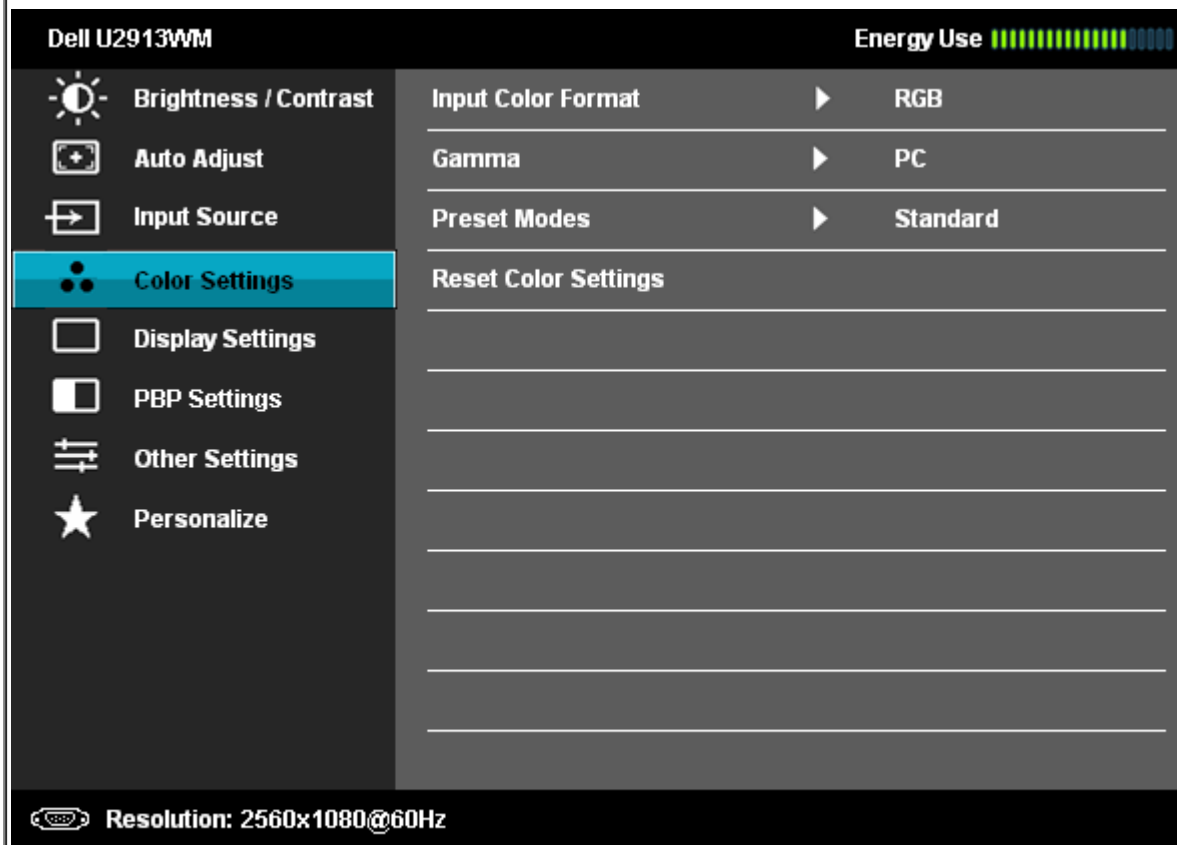 Dell U2913WM Energy Use
Brightness / Contrast Input Color Format RGB
Auto Adjust Gamma PC
Input Source Preset Modes Standard
Color Settings Reset Color Settings
Display Settings
PBP Settings
Other Settings
Personalize
Resolution: 2560x1080@60Hz